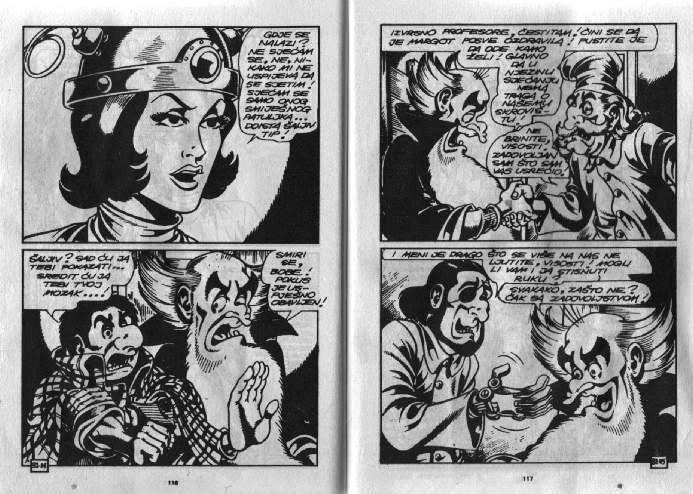 GDJE SE
NALAZI?
NE SJEĆAM
SE, NE, NI-
KAKO MI NE
USPIJEVA DA
SE SJETIM!
SJEĆAM SE
SAMO ONOG
SMIJEŠNOG
PATULJKA...
DOISTA ŠALJIV
TIP!
ŠALJIV? SAD ĆU JA
TEBI POKAZATI...
SREDIT ĆU JA
TEBI TVOJ
MOZAK....!
SMIRI
SE,
BOBE!
POKUS
JE US-
PJEŠNO
OBAVLJEN!
116
IZVRSNO PROFESORE, ČESTITAM! ČINI SE DA
JE MARGOT POSVE OZDRAVILA! PUSTITE JE
DA ODE KAMO
ŽELI! GLAVNO
DA U
NJEZINU
SJEĆANJU
NEMA
TRAGA O
NAŠEMU
SKROVIŠ-
TU!
NE
BRINITE,
VISOSTI.
ZADOVOLJAN
SAM ŠTO SAM
VAS USREĆIO!
I MENI JE DRAGO ŠTO SE VIŠE NA NAS NE
LJUTITE, VISOSTI! MOGU
LI VAM I JA STISNUTI
RUKU?
SVAKAKO, ZAŠTO NE?
ČAK SA ZADOVOLJSTVOM!
117